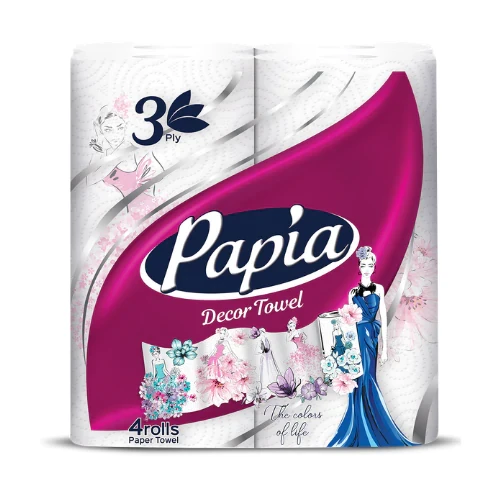 3
Ply
Papia
Decor Towel
The colors
of life
4rolls
Paper Towel